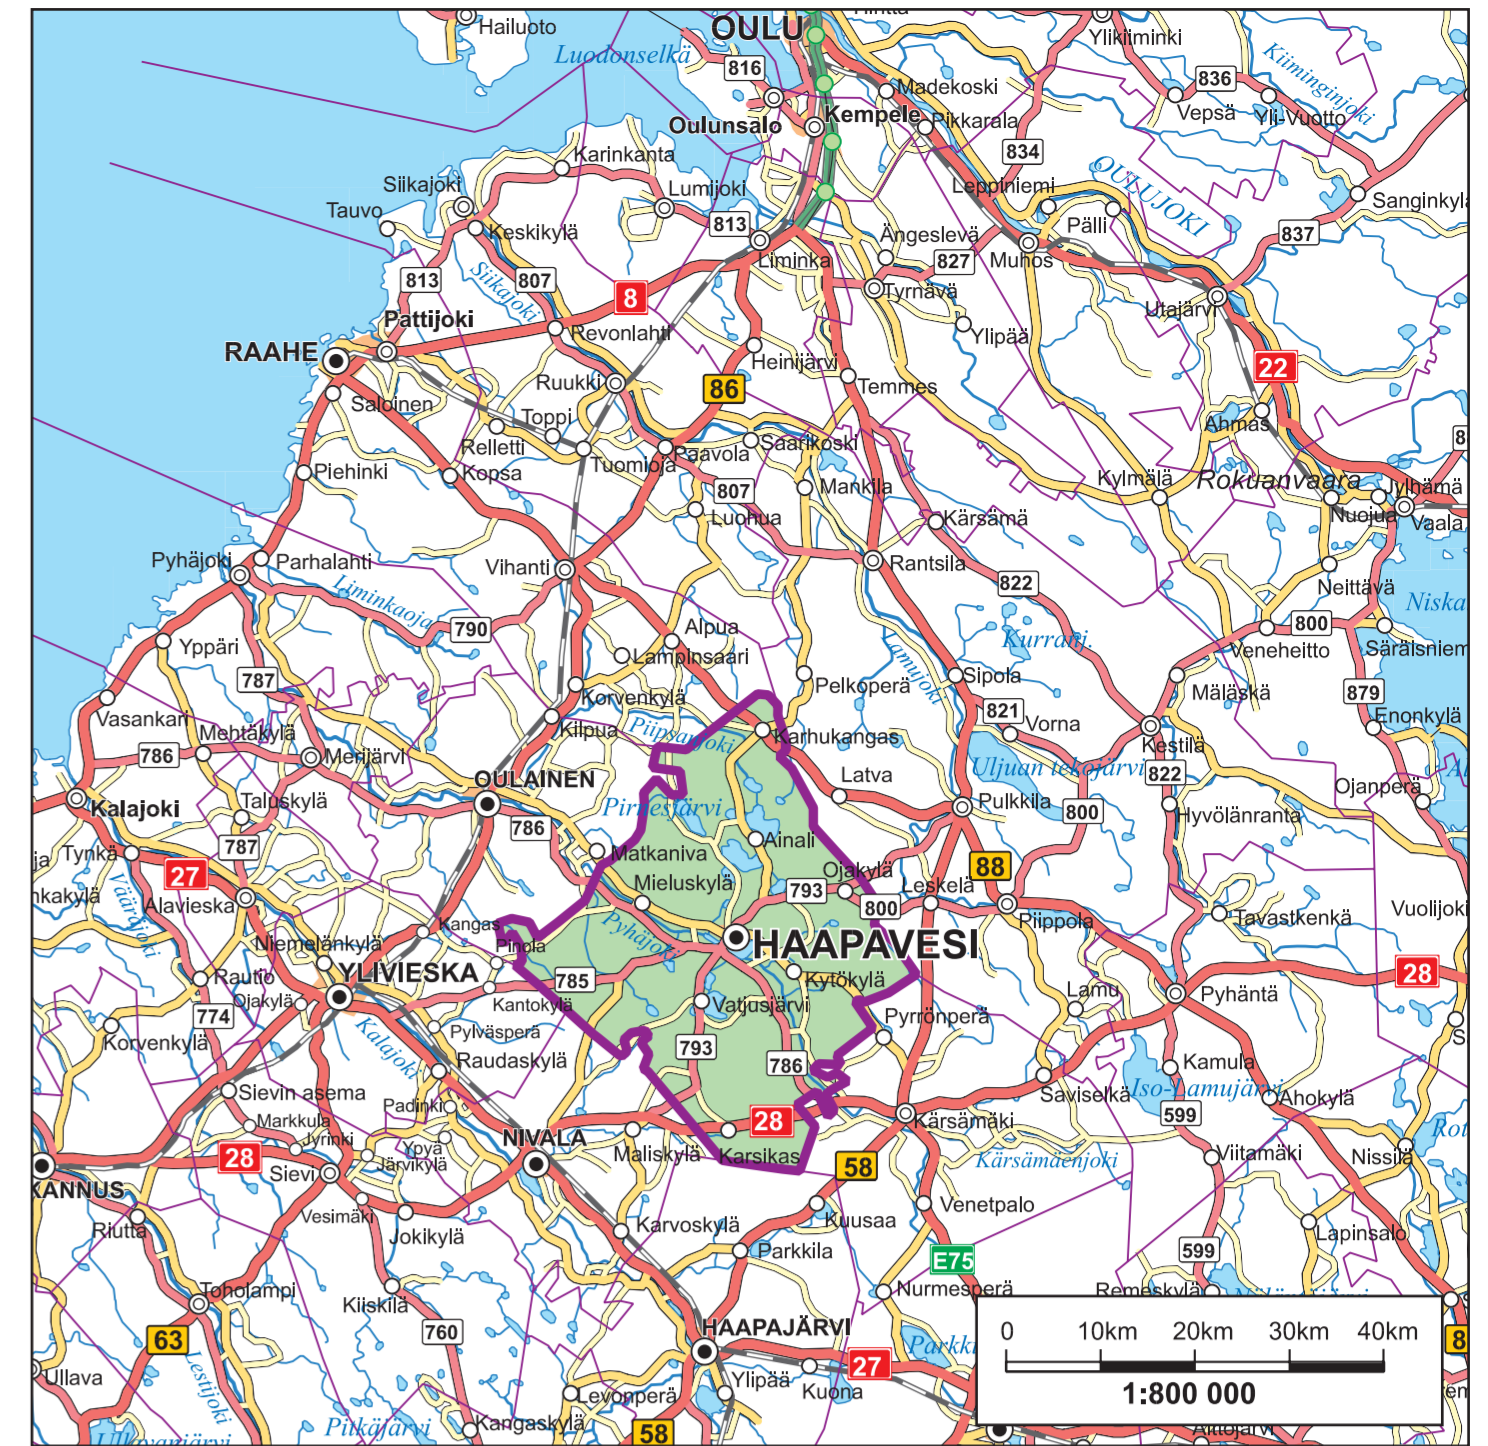 Hailuoto
OULU
Luodonselkä
816
Ylikiiminki
836
Kiiminginjoki
Madekoski
Vepsä
Yli-Vuotto
Kempele
Oulunsalo
Pikkarala
834
Karinkanta
Siikajoki
Lumijoki
Leppiniemi
OULUJOKI
Tauvo
Sanginkylä
Keskikylä
813
Pälli
837
Ängeslevä
Muhos
827
Liminka
813
807
Siikajoki
8
Tyrnävä
Utajärvi
Pattijoki
Revonlahti
Ylipää
RAAHE
Heinijärvi
22
Ruukki
86
Temmes
Saloinen
Toppi
Ahmas
Relletti
Saarikoski
Paavola
Tuomioja
Piehinki
Kopsa
807
Mankila
Kylmälä
Rokuanvaara
Jylhämä
Luohua
Kärsämä
Nuojua
Vaala
Pyhäjoki
Parhalahti
Vihanti
Rantsila
822
Neittävä
Liminkaoja
Niska
790
Alpua
Kurranj.
800
Yppäri
Lampinsaari
Veneheitto
Säräisniem
787
Lamujoki
Sipola
Korvenkylä
Pelkoperä
Mäläskä
879
Vasankari
821
Vorna
Enonkylä
Mehtäkylä
Kilpua
Piipsanjoki
Karhukangas
Kestilä
786
Merijärvi
Uljuan tekojärvi
822
OULAINEN
Latva
Ojanperä
Kalajoki
Taluskylä
Pirnesjärvi
Pulkkila
800
Hyvölänranta
786
787
Ainali
Tynkä
Matkaniva
27
Mieluskylä
Ojakylä
88
793
Leskelä
nkakylä
Alavieska
800
Vääräjoki
Piippola
Tavastkenkä
Vuolijoki
Kangas
Pyhäjoki
HAAPAVESI
Niemelänkylä
Pinola
YLIVIESKA
28
Rautio
785
Kytökylä
Lamu
Ojakylä
Kantokylä
Vatjusjärvi
Pyhäntä
774
Pyrrönperä
Pylväsperä
Korvenkylä
Kalajoki
793
Raudaskylä
786
Kamula
Sievin asema
Saviselkä
Iso-Lamujärvi
Ahokylä
Padinki
Markkula
28
Kärsämäki
599
Jyrinki
Ypyä
NIVALA
28
Järvikylä
Maliskylä
Karsikas
58
Kärsämäenjoki
Viitamäki
Nissilä
Sievi
KANNUS
Riutta
Vesimäki
Jokikylä
Karvoskylä
Kuusaa
Venetpalo
Lapinsalo
Parkkila
599
E75
Toholampi
Kiiskilä
Nurmesperä
Remeskylä
63
760
HAAPAJÄRVI
0
10km
20km
30km
40km
27
Ullava
Lestijoki
Levonperä
Ylipää
Kuona
1:800 000
Pitkäjärvi
Kangaskylä
58